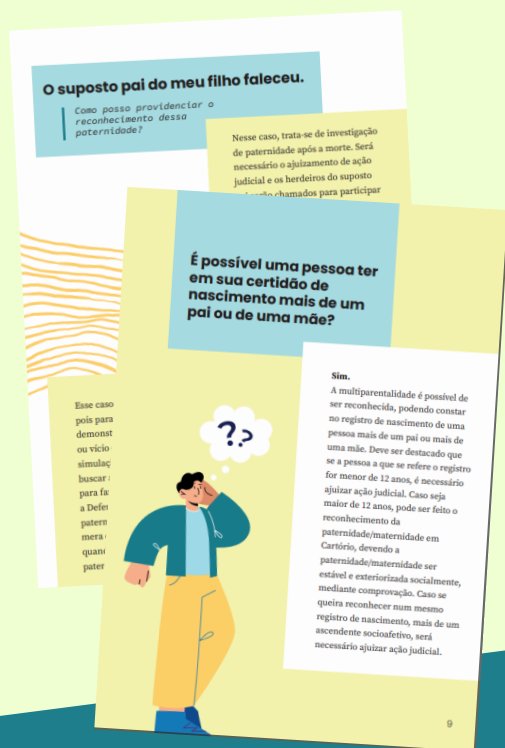 O suposto pai do meu filho faleceu.
Como posso providenciar o
reconhecimento dessa
paternidade?
Nesse caso, trata-se de investigação
de paternidade após a morte. Será
necessário o ajuizamento de ação
judicial e os herdeiros do suposto
serão chamados para participar
É possível uma pessoa ter
em sua certidão de
nascimento mais de um
pai ou de uma mãe?
Sim.
A multiparentalidade é possível de
ser reconhecida, podendo constar
no registro de nascimento de uma
pessoa mais de um pai ou mais de
uma mãe. Deve ser destacado que
se a pessoa a que se refere o registro
for menor de 12 anos, é necessário
ajuizar ação judicial. Caso seja
maior de 12 anos, pode ser feito o
reconhecimento da
paternidade/maternidade em
Cartório, devendo a
paternidade/maternidade ser
estável e exteriorizada socialmente,
mediante comprovação. Caso se
queira reconhecer num mesmo
registro de nascimento, mais de um
ascendente socioafetivo, será
necessário ajuizar ação judicial.
Esse caso
pois para
demonst
ou vício
simulaç
buscar
para fa
a Defen
patern
mera
quand
pater
??
9